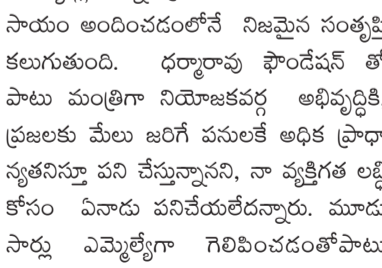 సాయం అందించడంలోనే నిజమైన సంతృప్తి
కలుగుతుంది. ధర్మారావు ఫౌండేషన్ తో
పాటు మంత్రిగా నియోజకవర్గ అభివృద్ధికి
ప్రజలకు మేలు జరిగే పనులకే అధిక ప్రాధా
న్యతనిస్తూ పని చేస్తున్నానని, నా వ్యక్తిగత లబ్ధి
కోసం ఏనాడు పనిచేయలేదన్నారు. మూడు
సార్లు ఎమ్మెల్యేగా గెలిపించడంతోపాటు